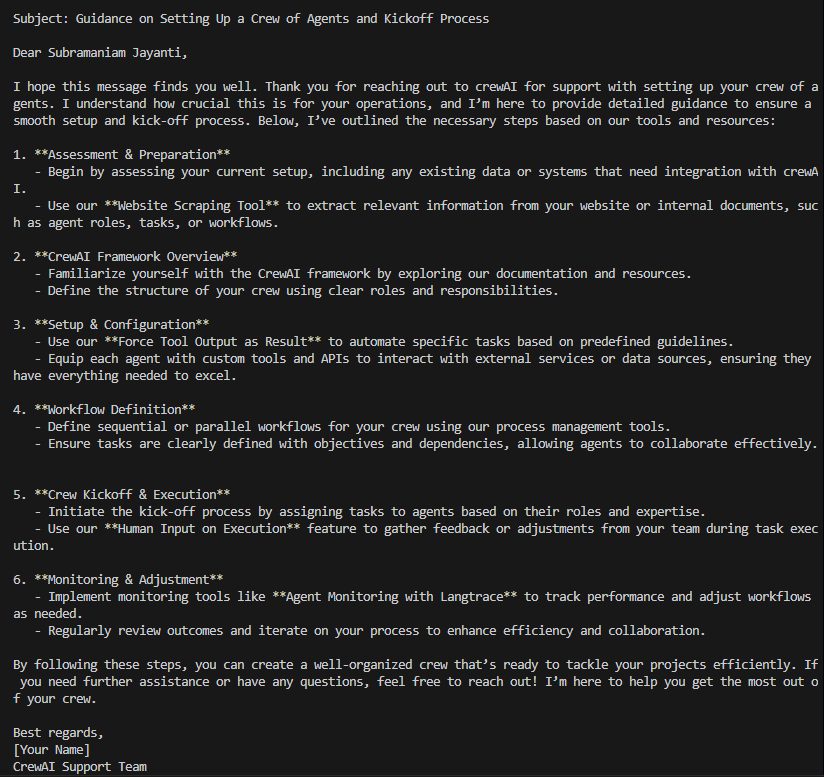 Subject: Guidance on Setting Up a Crew of Agents and Kickoff Process

Dear Subramaniam Jayanti,

I hope this message finds you well. Thank you for reaching out to crewAI for support with setting up your crew of a
gents. I understand how crucial this is for your operations, and I’m here to provide detailed guidance to ensure a
smooth setup and kick-off process. Below, I’ve outlined the necessary steps based on our tools and resources:

1. **Assessment & Preparation**
   - Begin by assessing your current setup, including any existing data or systems that need integration with crewA
I.
   - Use our **Website Scraping Tool** to extract relevant information from your website or internal documents, suc
h as agent roles, tasks, or workflows.

2. **CrewAI Framework Overview**
   - Familiarize yourself with the CrewAI framework by exploring our documentation and resources.
   - Define the structure of your crew using clear roles and responsibilities.

3. **Setup & Configuration**
   - Use our **Force Tool Output as Result** to automate specific tasks based on predefined guidelines.
   - Equip each agent with custom tools and APIs to interact with external services or data sources, ensuring they
have everything needed to excel.

4. **Workflow Definition**
   - Define sequential or parallel workflows for your crew using our process management tools.
   - Ensure tasks are clearly defined with objectives and dependencies, allowing agents to collaborate effectively.

5. **Crew Kickoff & Execution**
   - Initiate the kick-off process by assigning tasks to agents based on their roles and expertise.
   - Use our **Human Input on Execution** feature to gather feedback or adjustments from your team during task exec
ution.

6. **Monitoring & Adjustment**
   - Implement monitoring tools like **Agent Monitoring with Langtrace** to track performance and adjust workflows
as needed.
   - Regularly review outcomes and iterate on your process to enhance efficiency and collaboration.

By following these steps, you can create a well-organized crew that’s ready to tackle your projects efficiently. If
 you need further assistance or have any questions, feel free to reach out! I’m here to help you get the most out o
f your crew.

Best regards,
[Your Name]
CrewAI Support Team